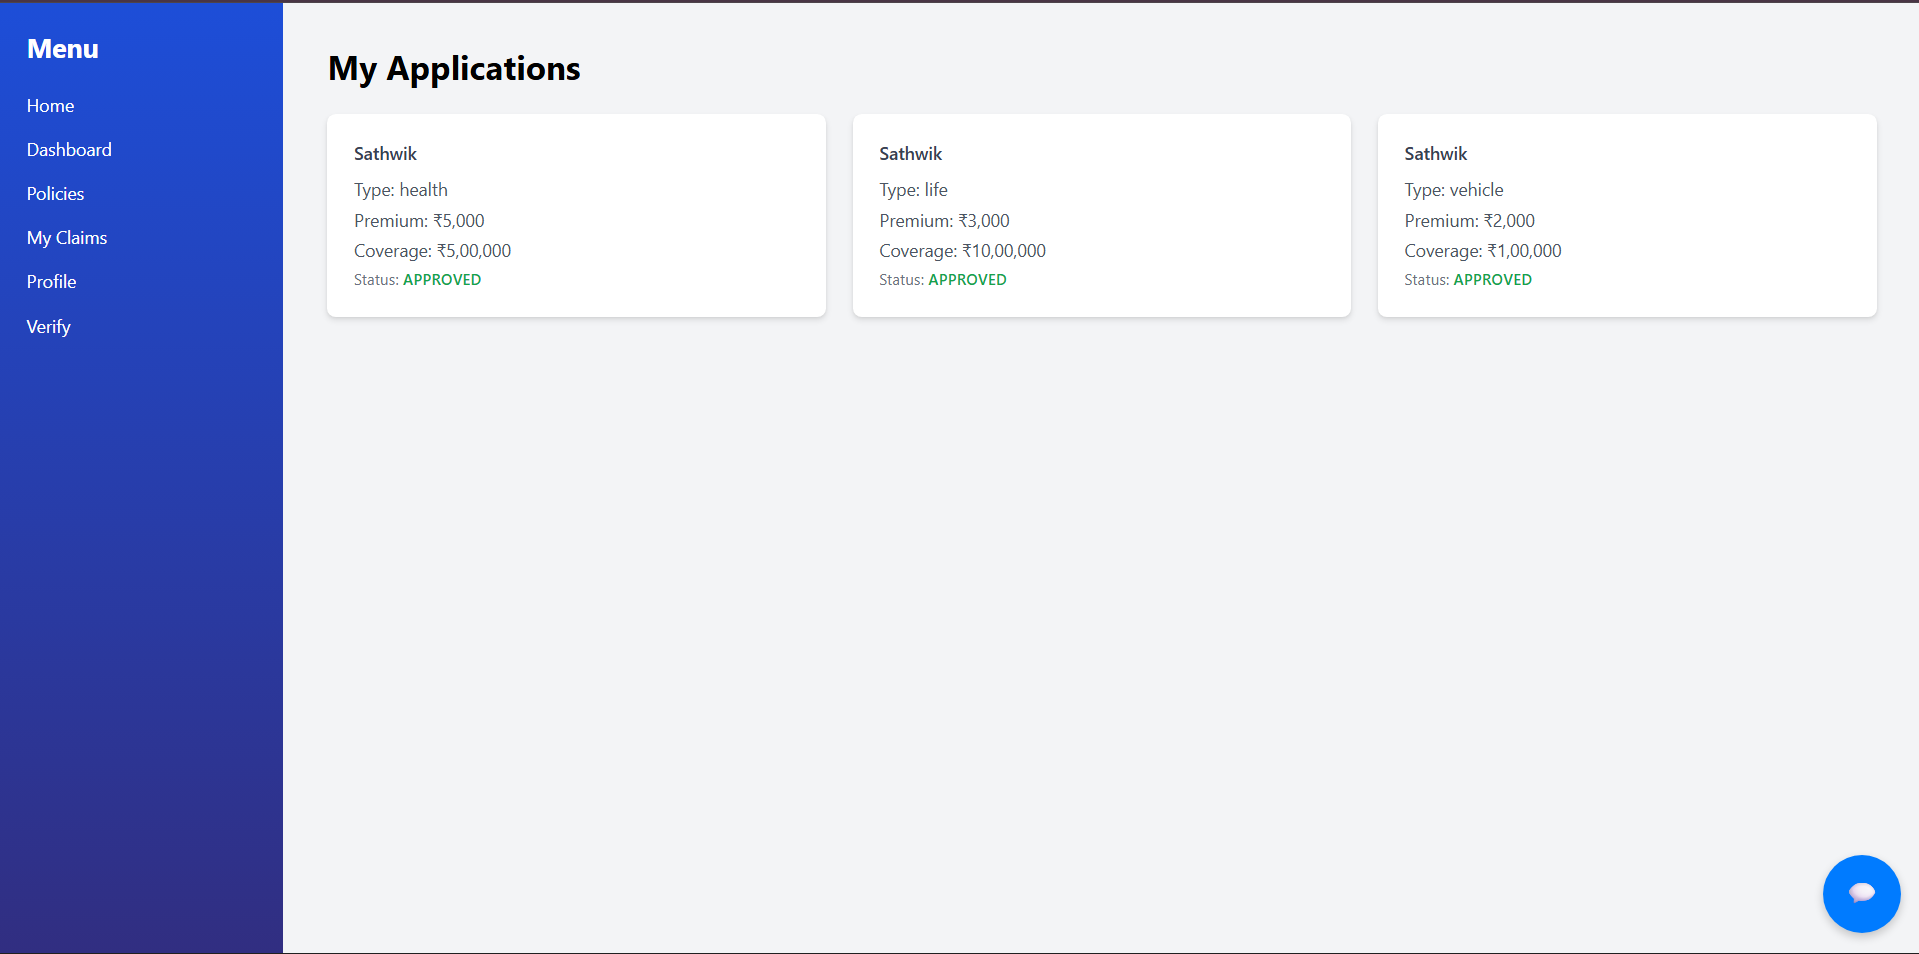 Menu
Home
Dashboard
Policies
My Claims
Profile
Verify
My Applications
Sathwik
Type: health
Premium: ₹5,000
Coverage: ₹5,00,000
Status: APPROVED
Sathwik
Type: life
Premium: ₹3,000
Coverage: ₹10,00,000
Status: APPROVED
Sathwik
Type: vehicle
Premium: ₹2,000
Coverage: ₹1,00,000
Status: APPROVED